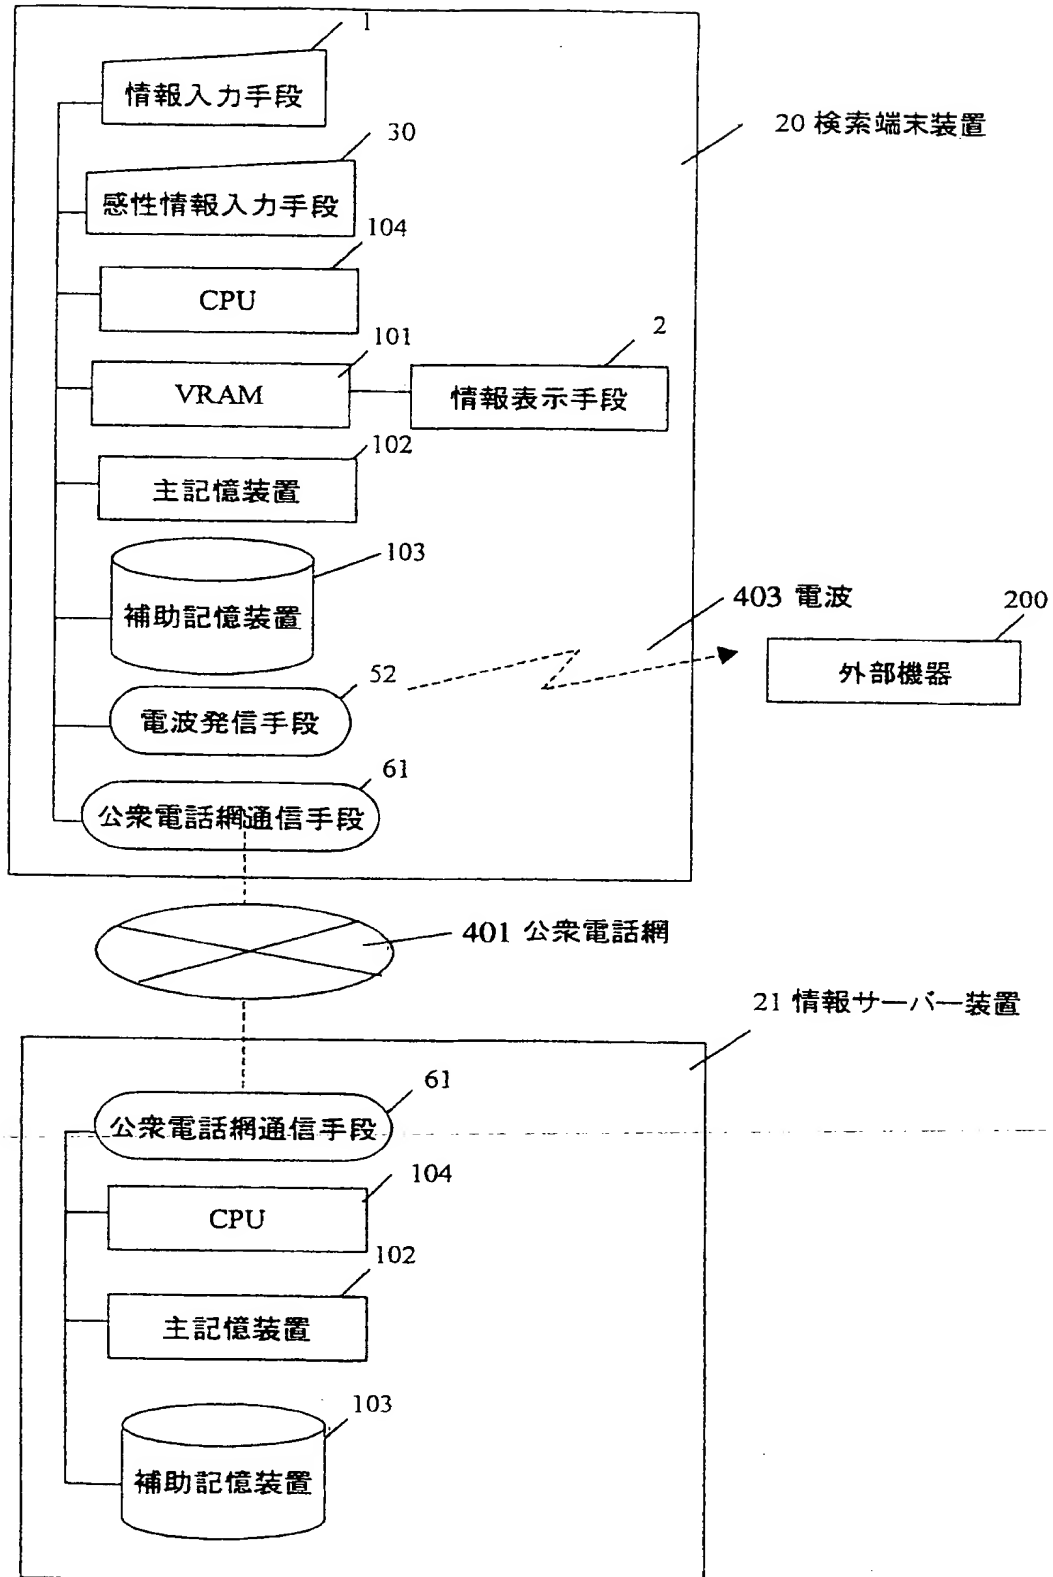 1
情報入力手段
20 検索端末装置
30
感性情報入力手段
104
CPU
101
VRAM
2
情報表示手段
102
主記憶装置
103
補助記憶装置
403 電波
200
外部機器
52
電波発信手段
61
公衆電話網通信手段
401 公衆電話網
21 情報サーバー装置
61
公衆電話網通信手段
104
CPU
102
主記憶装置
103
補助記憶装置